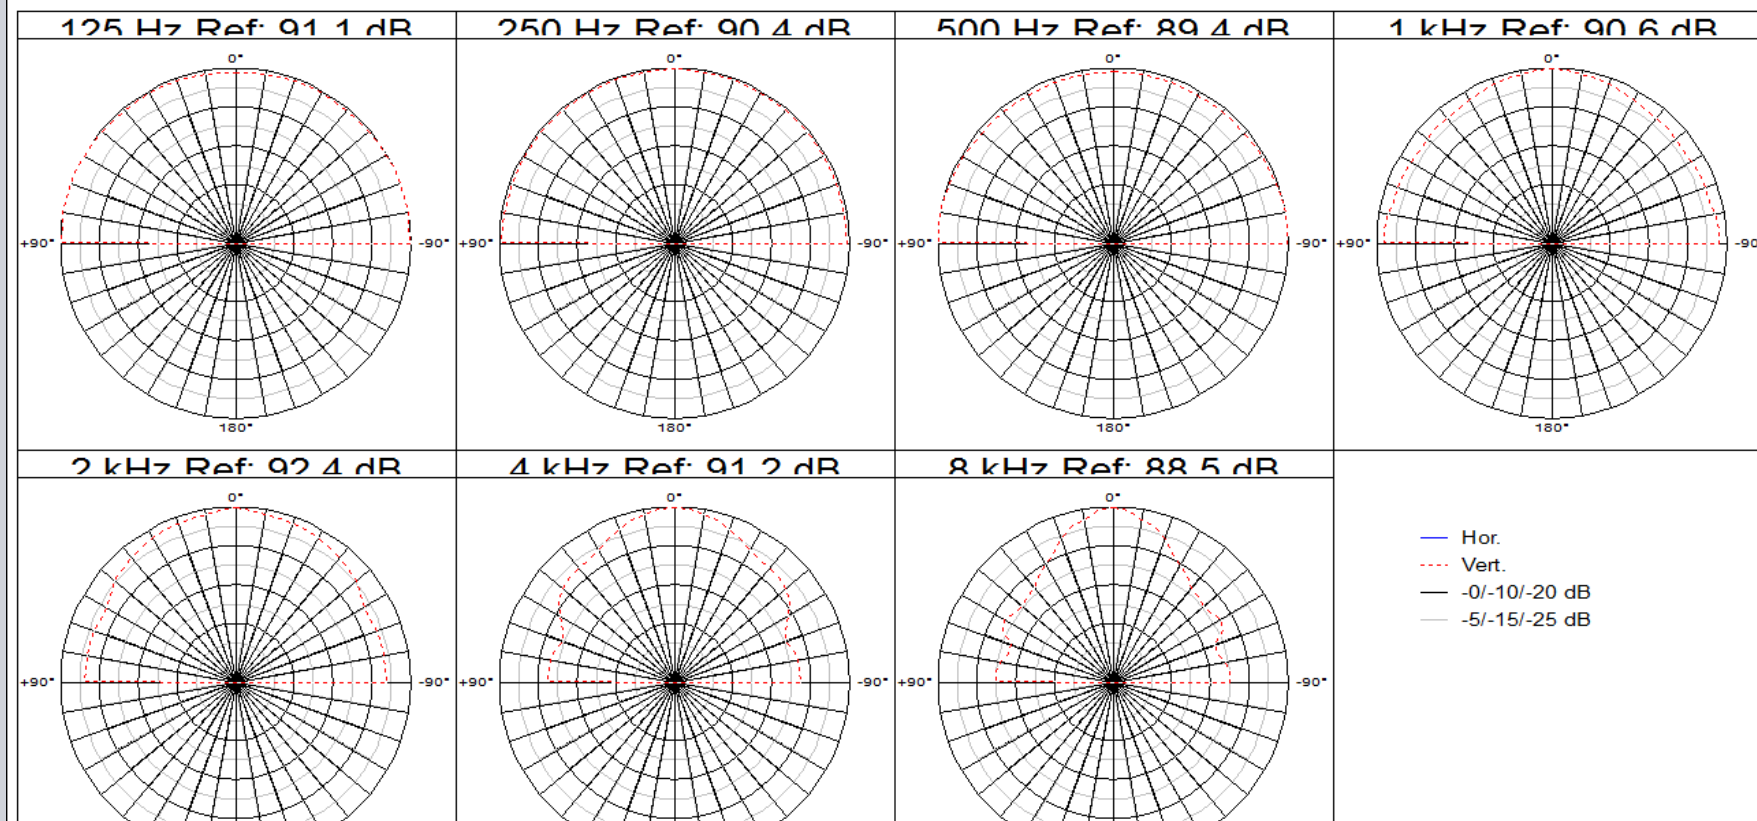 125 Hz Ref: 91.1 dB
250 Hz Ref: 90.4 dB
500 Hz Ref: 89.4 dB
1 kHz Ref: 90.6 dB
0°
0°
0°
0°
+90°
-90°
+90°
-90°
+90°
-90°
+90°
-90
180°
180°
180°
180°
2 kHz Ref: 92.4 dB
4 kHz Ref: 91.2 dB
8 kHz Ref: 88.5 dB
0°
0°
0°
Hor.
Vert.
-0/-10/-20 dB
-5/-15/-25 dB
+90°
-90°
+90°
-90°
+90°
-90°